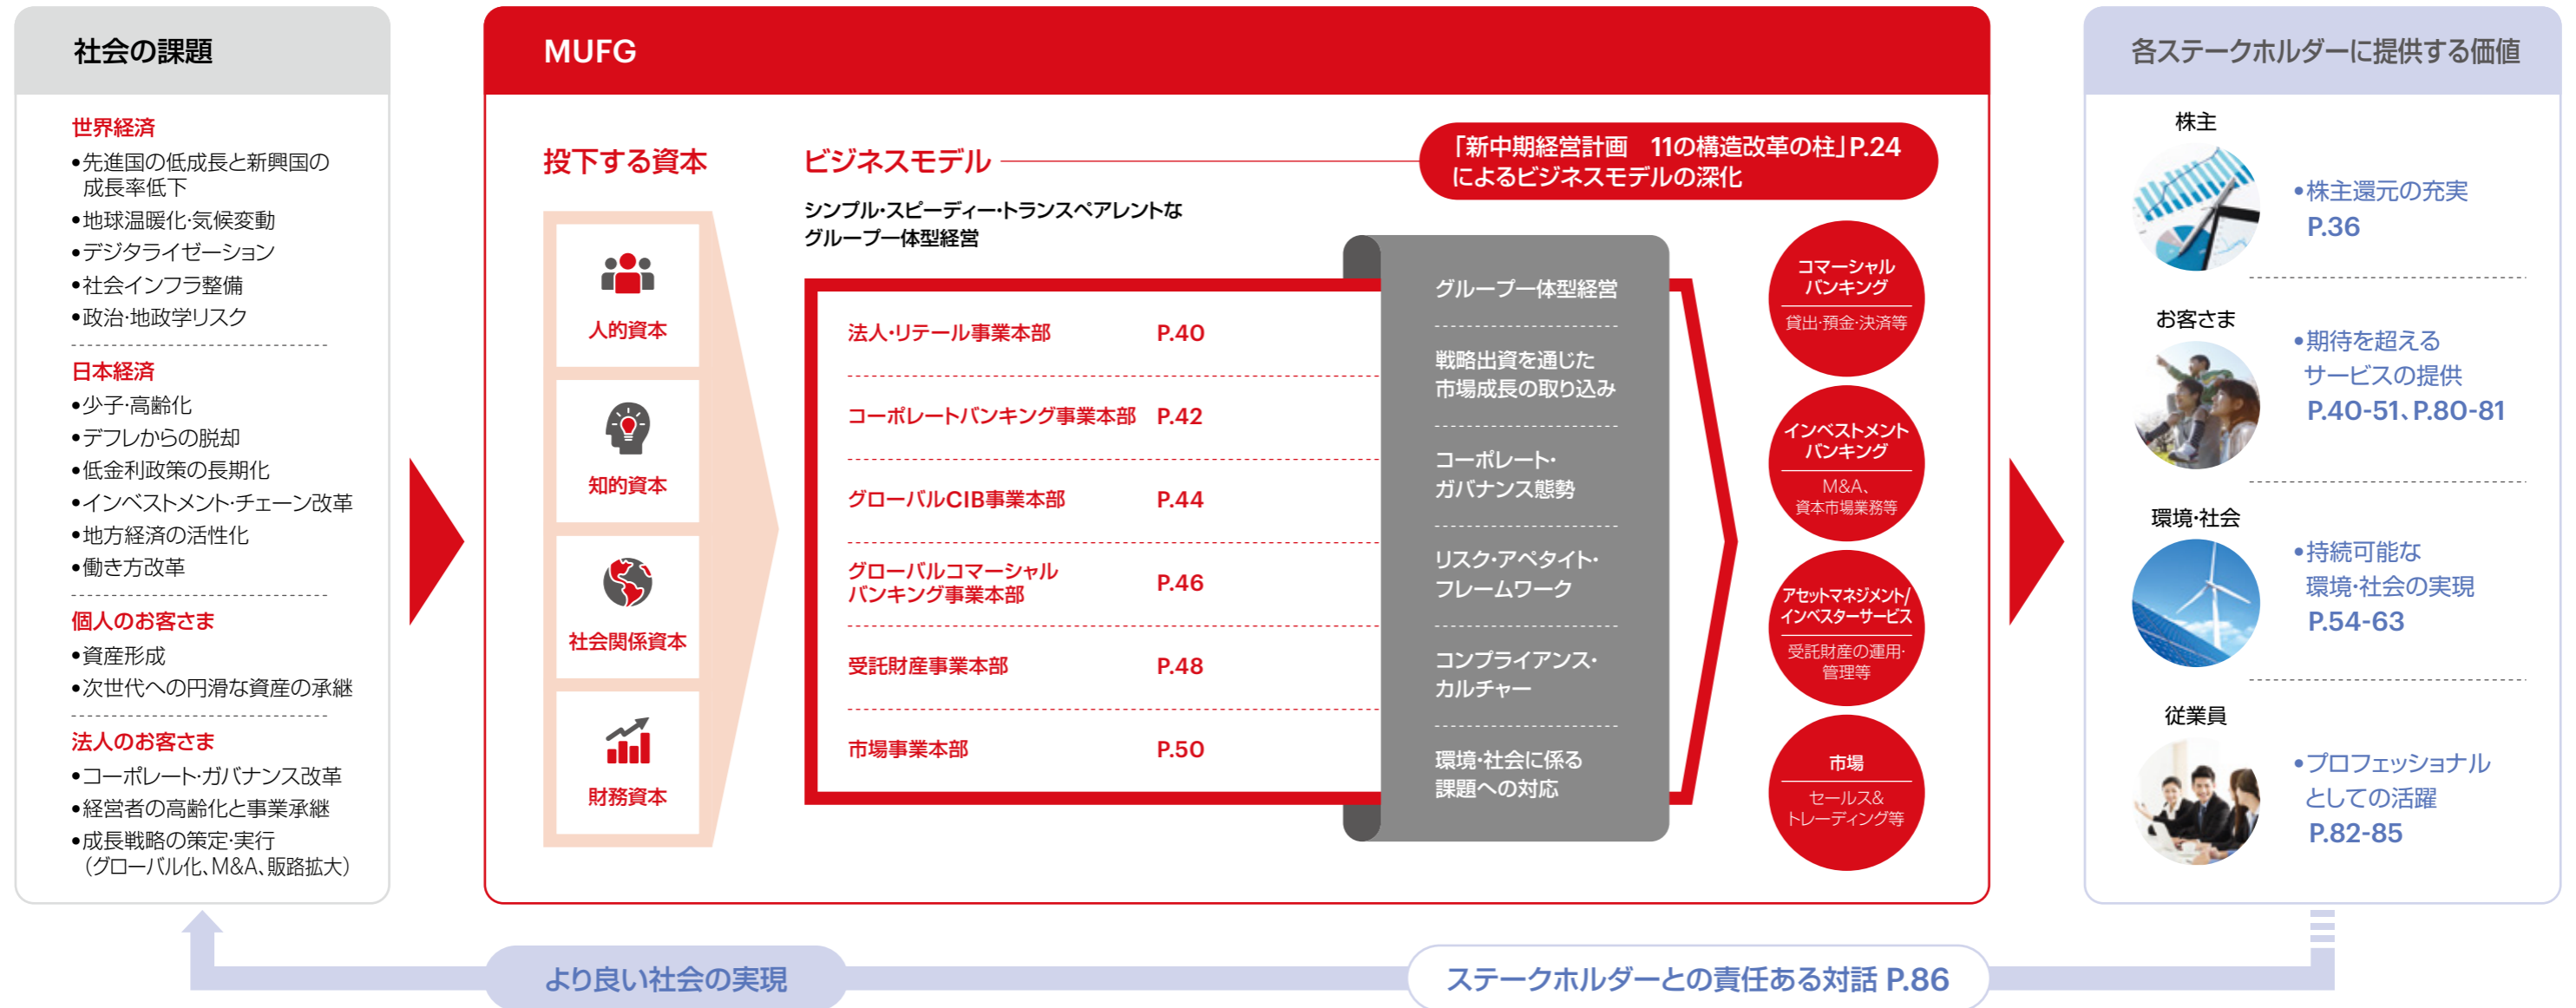 社会の課題
世界経済
•先進国の低成長と新興国の
成長率低下
•地球温暖化・気候変動
•デジタライゼーション
•社会インフラ整備
•政治・地政学リスク
日本経済
•少子・高齢化
•デフレからの脱却
•低金利政策の長期化
•インベストメント・チェーン改革
•地方経済の活性化
•働き方改革
個人のお客さま
•資産形成
•次世代への円滑な資産の承継
法人のお客さま
•コーポレート・ガバナンス改革
•経営者の高齢化と事業承継
•成長戦略の策定・実行
（グローバル化、M&A、販路拡大）
MUFG
投下する資本
人的資本
知的資本
社会関係資本
財務資本
ビジネスモデル
「新中期経営計画　11の構造改革の柱」P.24
によるビジネスモデルの深化
シンプル・スピーディー・トランスペアレントな
グループ一体型経営
法人・リテール事業本部 P.40
コーポレートバンキング事業本部 P.42
グローバルCIB事業本部 P.44
グローバルコマーシャル
バンキング事業本部 P.46
受託財産事業本部 P.48
市場事業本部 P.50
グループ一体型経営
戦略出資を通じた
市場成長の取り込み
コーポレート・
ガバナンス態勢
リスク・アペタイト・
フレームワーク
コンプライアンス・
カルチャー
環境・社会に係る
課題への対応
コマーシャル
バンキング
貸出・預金・決済等
インベストメント
バンキング
M&A、
資本市場業務等
アセットマネジメント/
インベスターサービス
受託財産の運用・
管理等
市場
セールス&
トレーディング等
各ステークホルダーに提供する価値
株主
•株主還元の充実
P.36
お客さま
•期待を超える
サービスの提供
P.40-51、P.80-81
環境・社会
•持続可能な
環境・社会の実現
P.54-63
従業員
•プロフェッショナル
としての活躍
P.82-85
より良い社会の実現
ステークホルダーとの責任ある対話 P.86